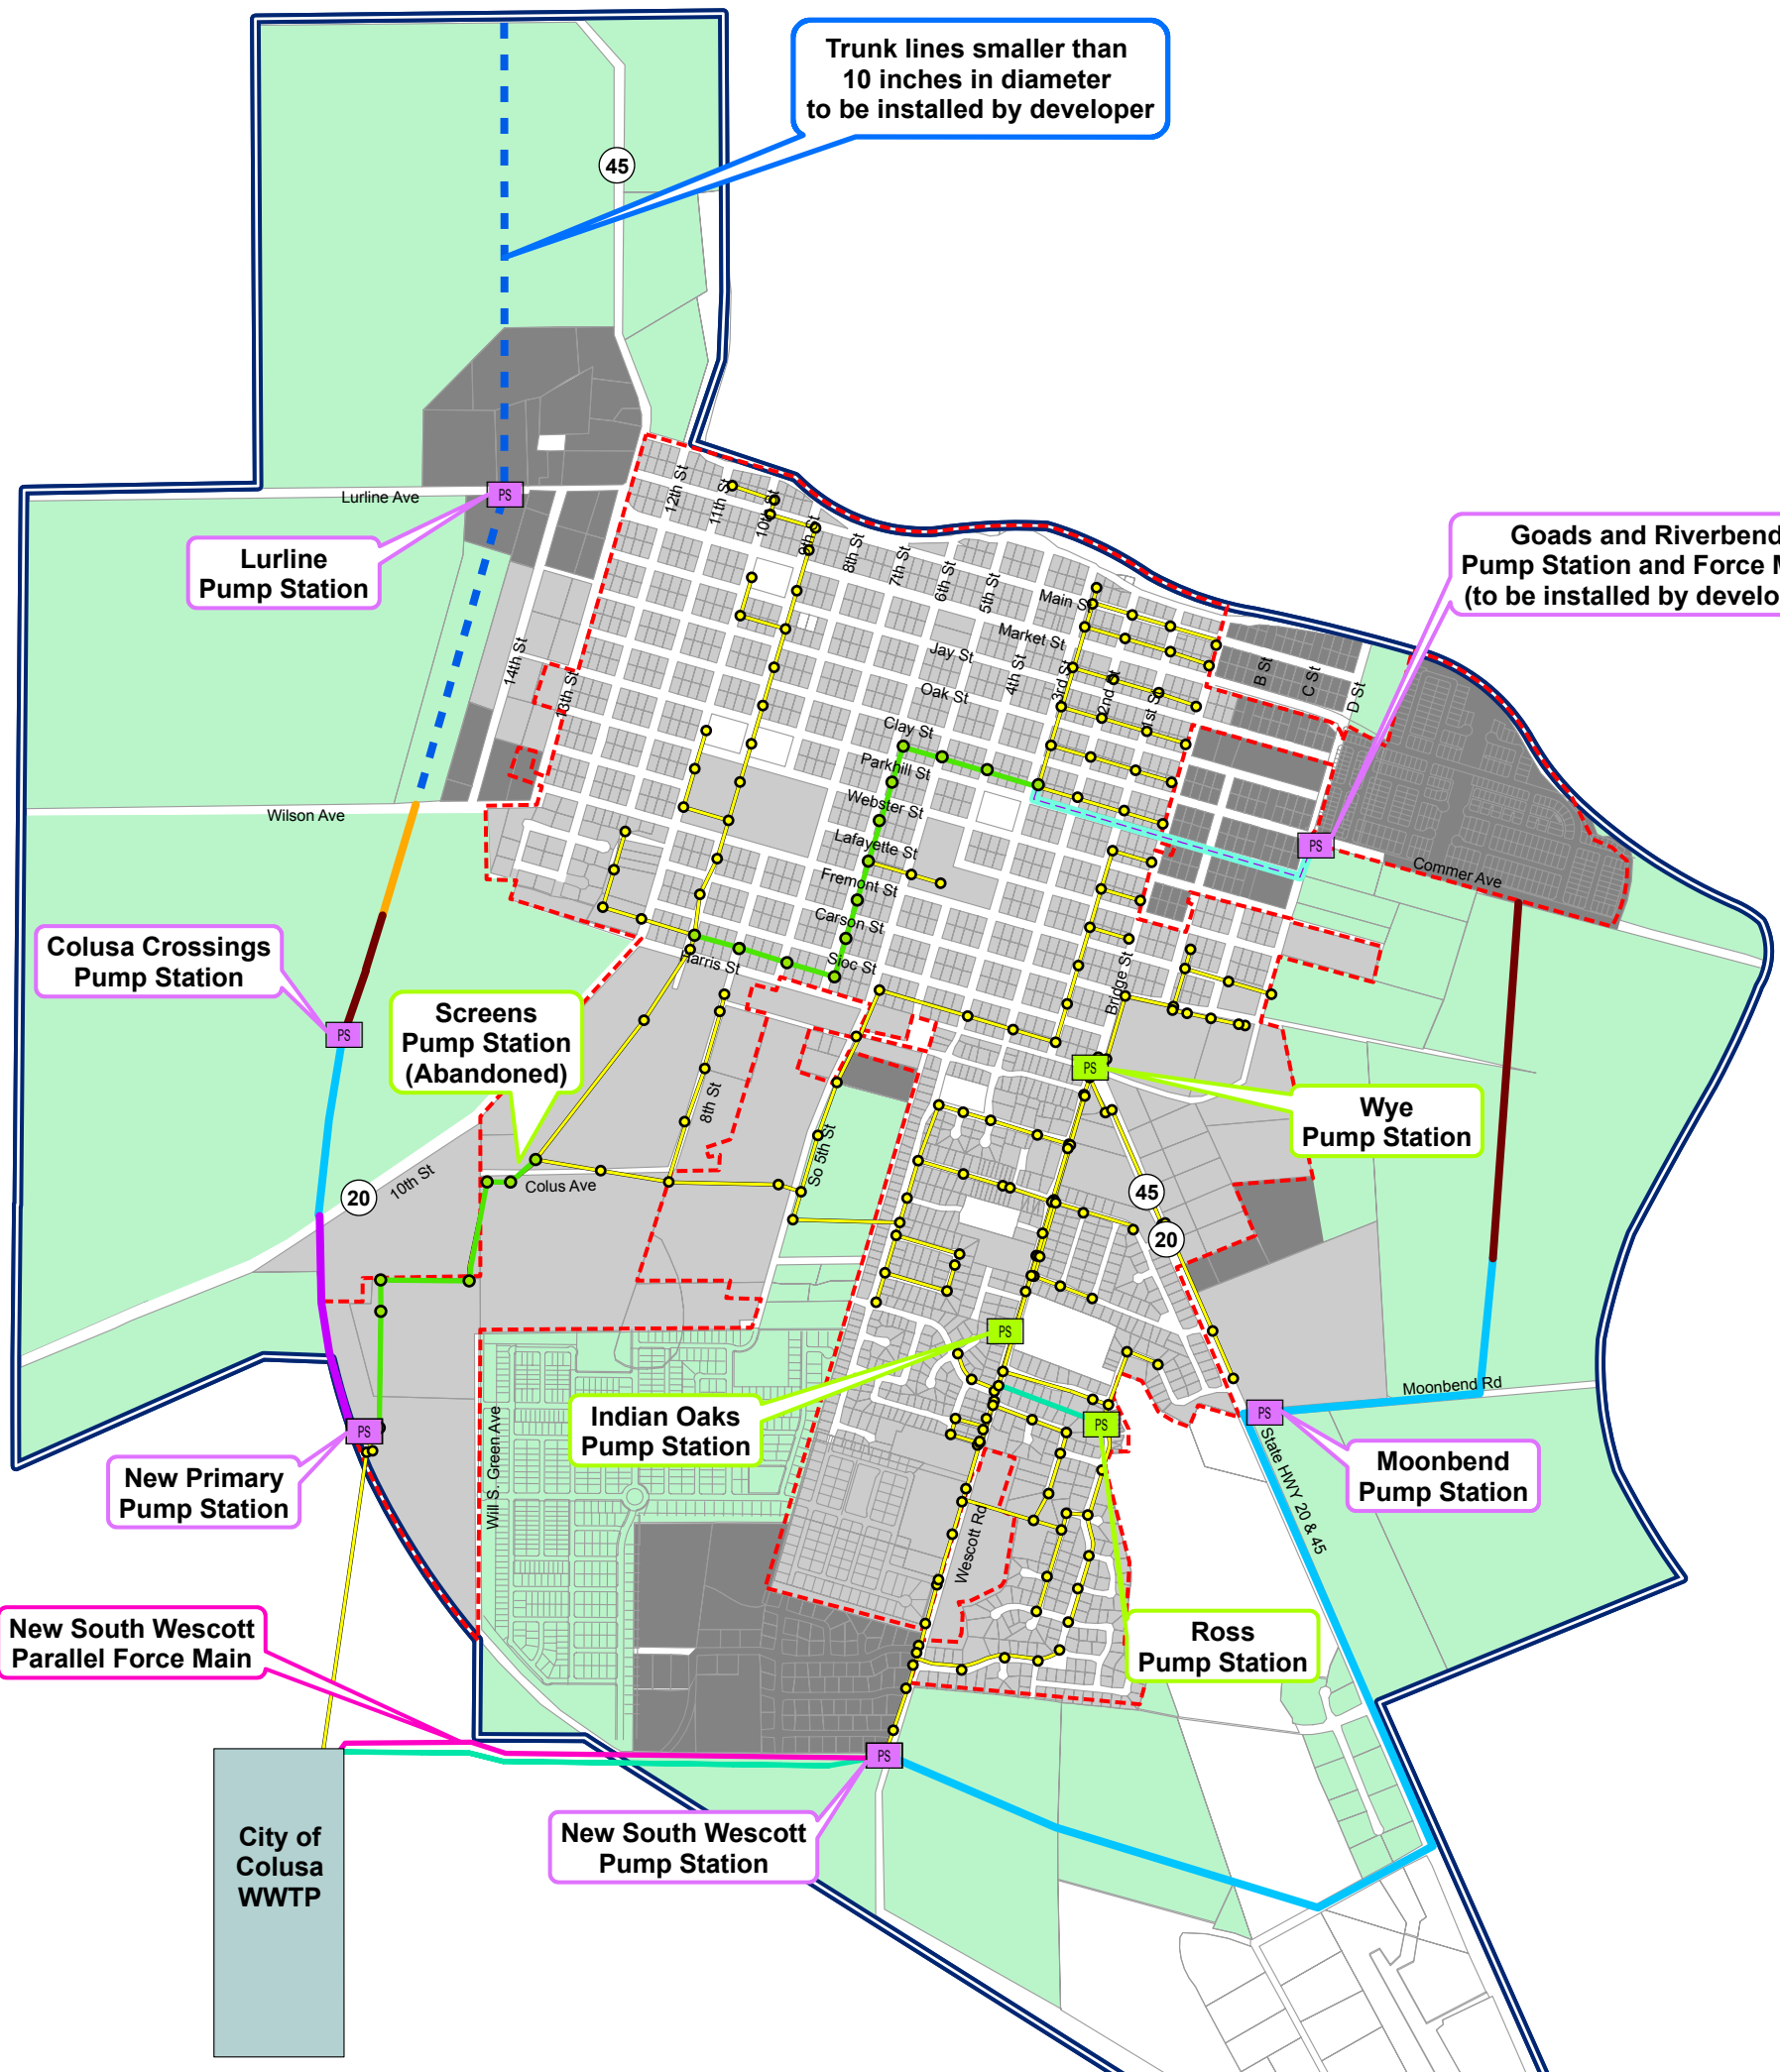 Trunk lines smaller than
10 inches in diameter
to be installed by developer
45
Lurline Ave
PS
Lurline
Pump Station
12th St
11th St
10th St
9th St
8th St
7th St
6th St
5th St
Main S
Market St
Jay St
Oak St
4th St
3rd St
2nd
1st S
B St
C St
D St
Goads and Riverbend
Pump Station and Force M
(to be installed by develo
14th St
13th St
Clay St
Parkhill St
Webster St
Lafayette St
Fremont St
Carson St
Sioc St
Harris St
Wilson Ave
PS
Commer Ave
Colusa Crossings
Pump Station
PS
Screens
Pump Station
(Abandoned)
Bridge St
PS
Wye
Pump Station
8th St
So 5th St
Colus Ave
10th St
20
45
20
PS
Indian Oaks
Pump Station
PS
Moonbend Rd
PS
Moonbend
Pump Station
State HWY 20 & 45
PS
New Primary
Pump Station
Will S. Green Ave
Wescott Rd
Ross
Pump Station
New South Wescott
Parallel Force Main
PS
New South Wescott
Pump Station
City of
Colusa
WWTP